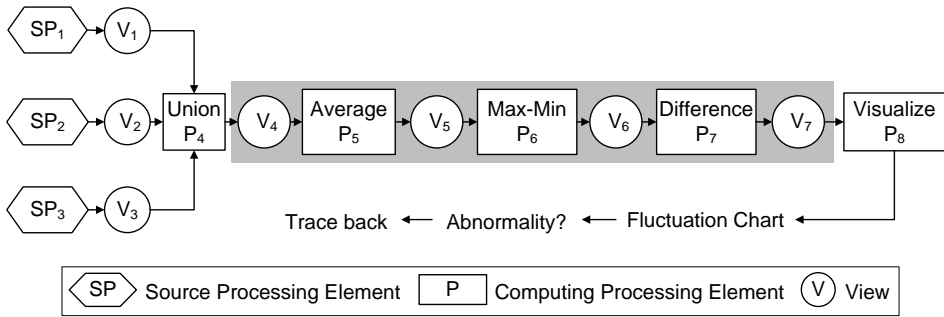 SP1
V1
SP2
V2
Union
P4
V4
Average
P5
V5
Max-Min
P6
V6
Difference
P7
V7
Visualize
P8
SP3
V3
Trace back
Abnormality?
Fluctuation Chart
SP Source Processing Element P Computing Processing Element V View